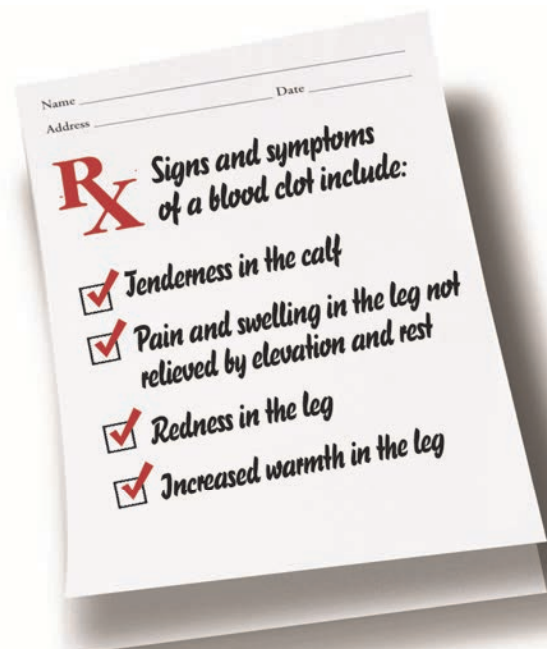 Name
Address Date
Rx Signs and symptoms
of a blood clot include:
Tenderness in the calf
Pain and swelling in the leg not
relieved by elevation and rest
Redness in the leg
Increased warmth in the leg